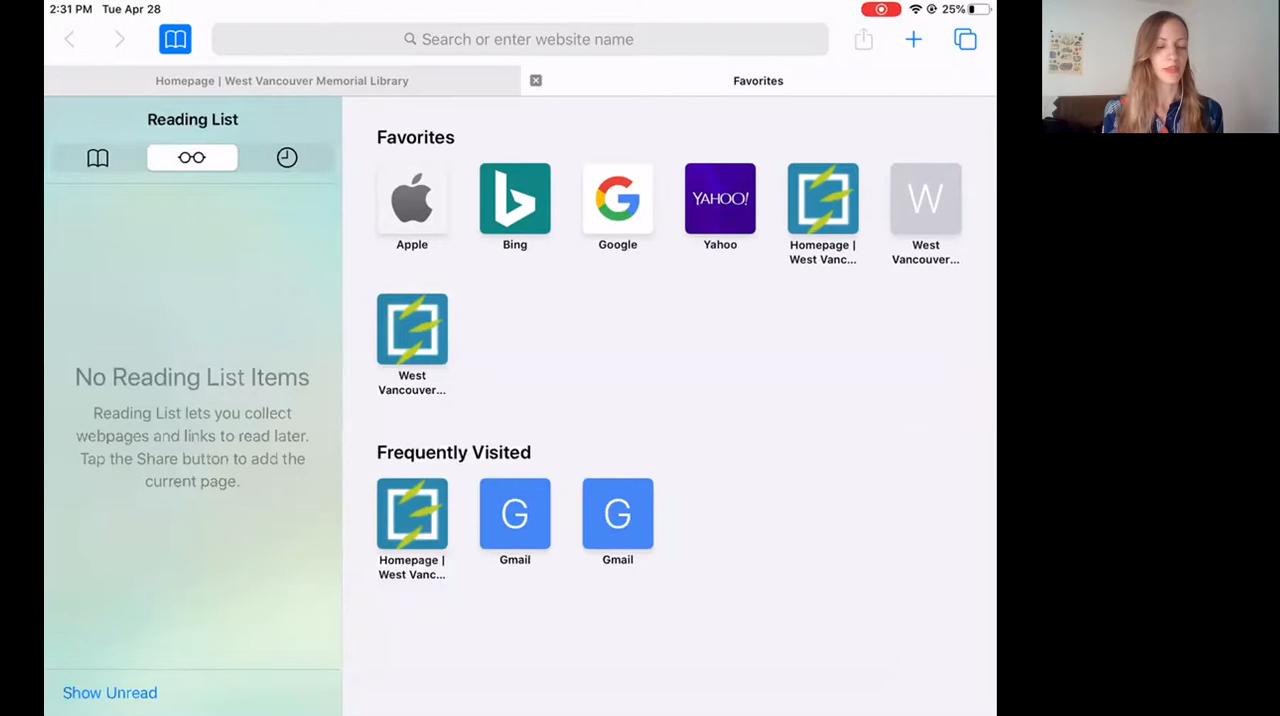 2:31 PM Tue Apr 28
25%
Search or enter website name
Homepage | West Vancouver Memorial Library
Favorites
Reading List
No Reading List Items
Reading List lets you collect
webpages and links to read later.
Tap the Share button to add the
current page.
Show Unread
Favorites
Apple
Bing
Google
YAHOO!
Yahoo
Homepage |
West Vanc...
W
West
Vancouver...
West
Vancouver...
Frequently Visited
Homepage |
West Vanc...
G
Gmail
G
Gmail